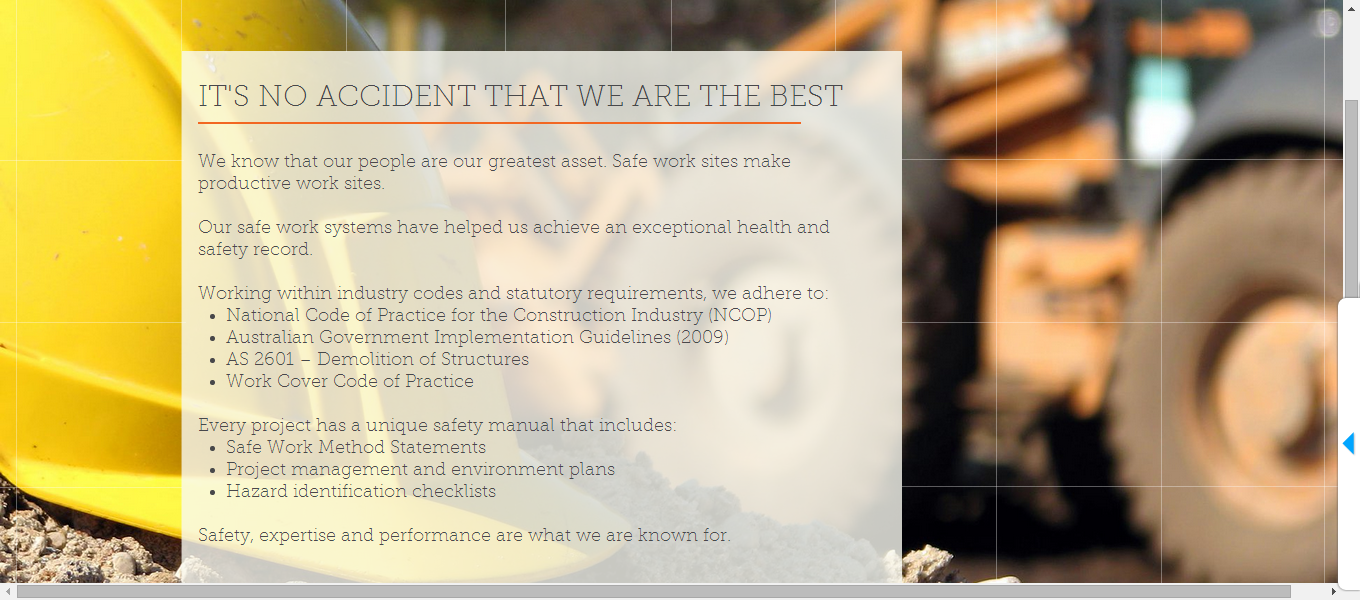 IT'S NO ACCIDENT THAT WE ARE THE BEST
We know that our people are our greatest asset. Safe work sites make
productive work sites.
Our safe work systems have helped us achieve an exceptional health and
safety record.
Working within industry codes and statutory requirements, we adhere to:
• National Code of Practice for the Construction Industry (NCOP)
• Australian Government Implementation Guidelines (2009)
• AS 2601 – Demolition of Structures
• Work Cover Code of Practice
Every project has a unique safety manual that includes:
• Safe Work Method Statements
• Project management and environment plans
• Hazard identification checklists
Safety, expertise and performance are what we are known for.